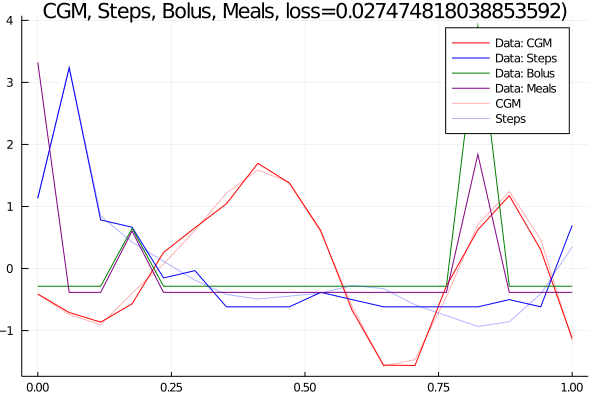 CGM, Steps, Bolus, Meals, loss=0.027474818038853592)
4
3
2
1
0
−1
Data: CGM
Data: Steps
Data: Bolus
Data: Meals
CGM
Steps
0.00 0.25 0.50 0.75 1.00